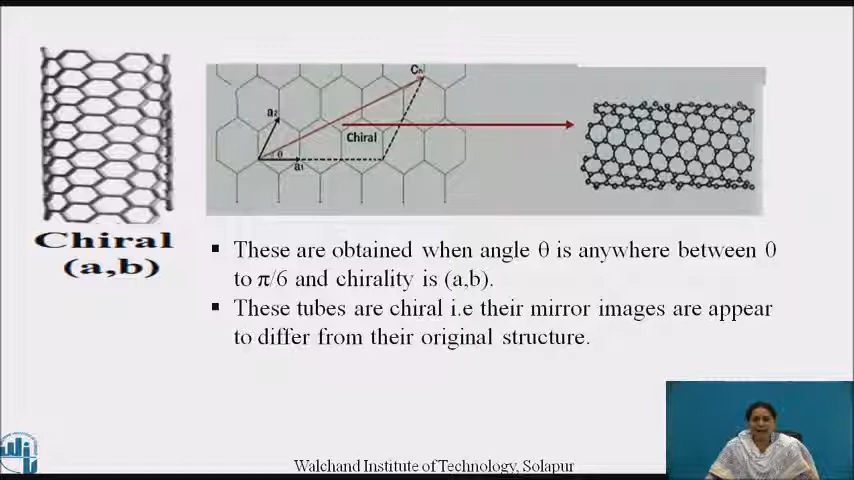 Ch
a2
Chiral
θ
a1
Chiral
(a,b)
▪ These are obtained when angle θ is anywhere between 0
to π/6 and chirality is (a,b).
▪ These tubes are chiral i.e their mirror images are appear
to differ from their original structure.
Walchand Institute of Technology, Solapur